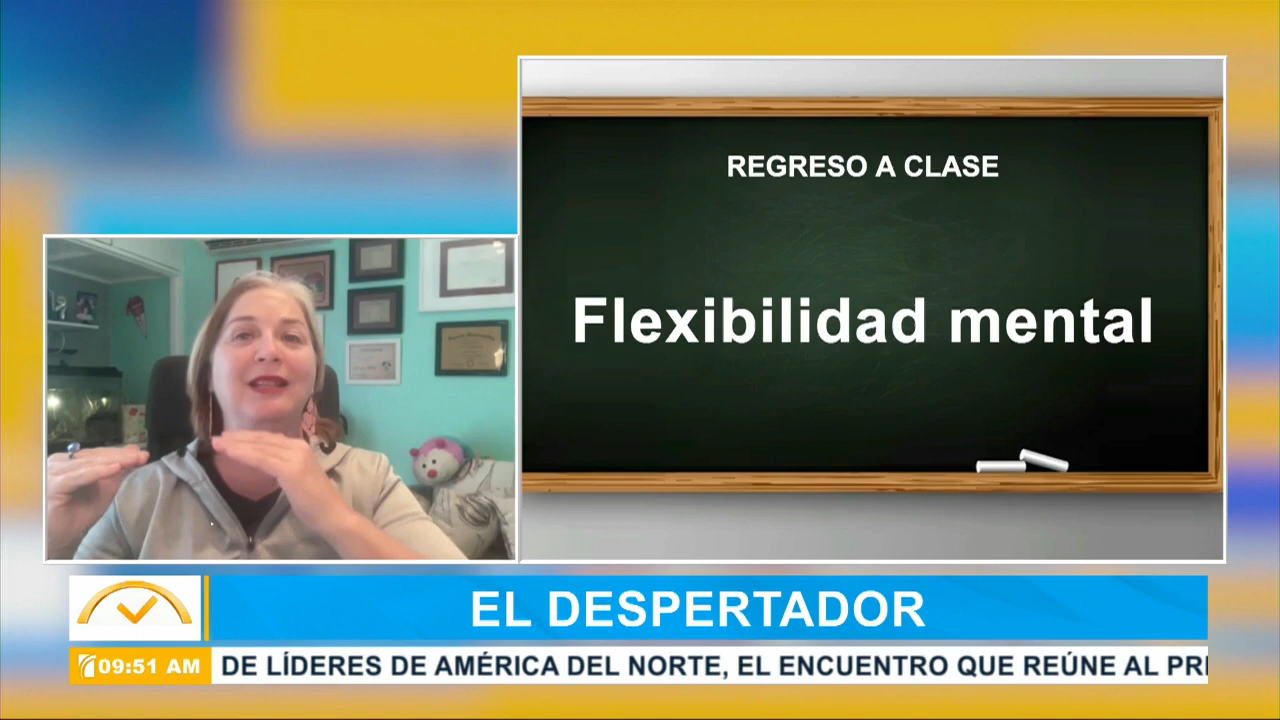 REGRESO A CLASE
Flexibilidad mental
EL DESPERTADOR
09:51 AM
DE LÍDERES DE AMÉRICA DEL NORTE, EL ENCUENTRO QUE REÚNE AL